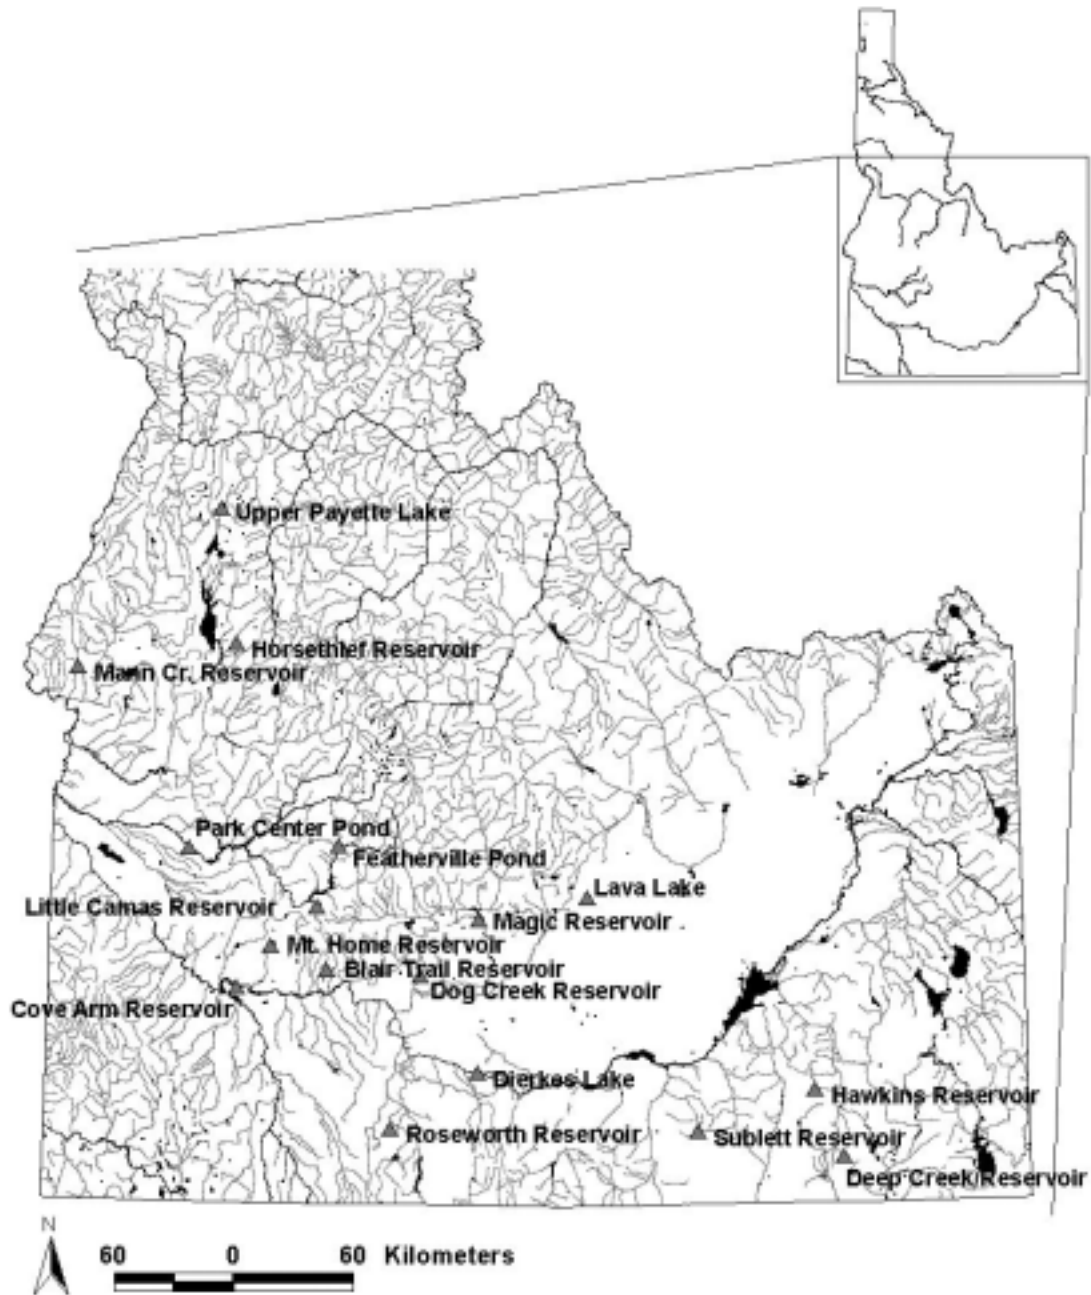 Upper Payette Lake
Horsethief Reservoir
Mann Cr. Reservoir
Park Center Pond
Featherville Pond
Lava Lake
Little Camas Reservoir
Magic Reservoir
Mt. Home Reservoir
Blair Trail Reservoir
Dog Creek Reservoir
Cove Arm Reservoir
Dierkes Lake
Hawkins Reservoir
Roseworth Reservoir
Sublett Reservoir
Deep Creek Reservoir
N
60 0 60 Kilometers